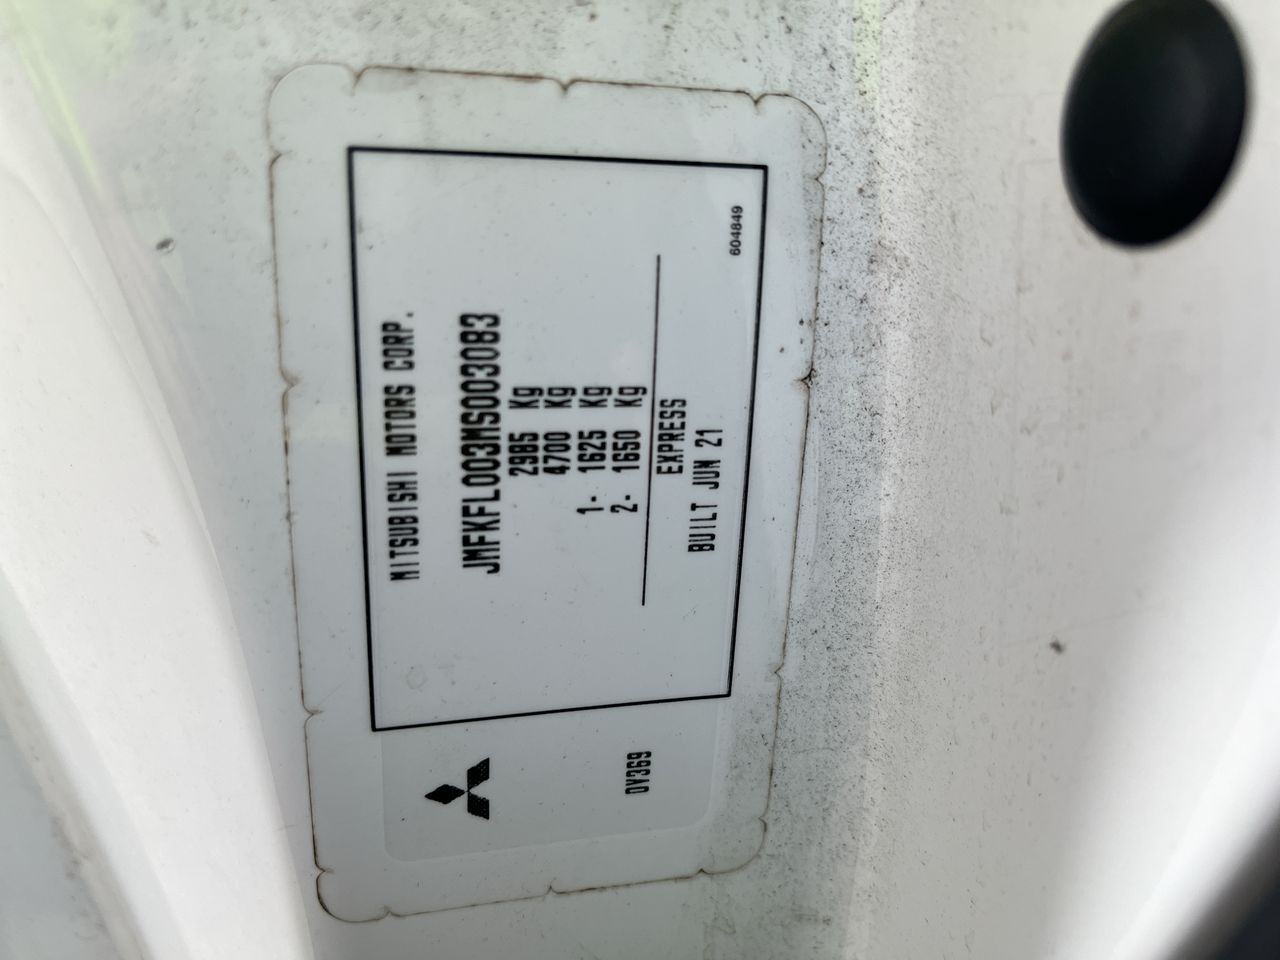 MITSUBISHI MOTORS CORP.
JMFKFL003MS003083
2985 Kg
4700 Kg
1- 1625 Kg
2- 1650 Kg
EXPRESS
BUILT JUN 21
604849
DV369